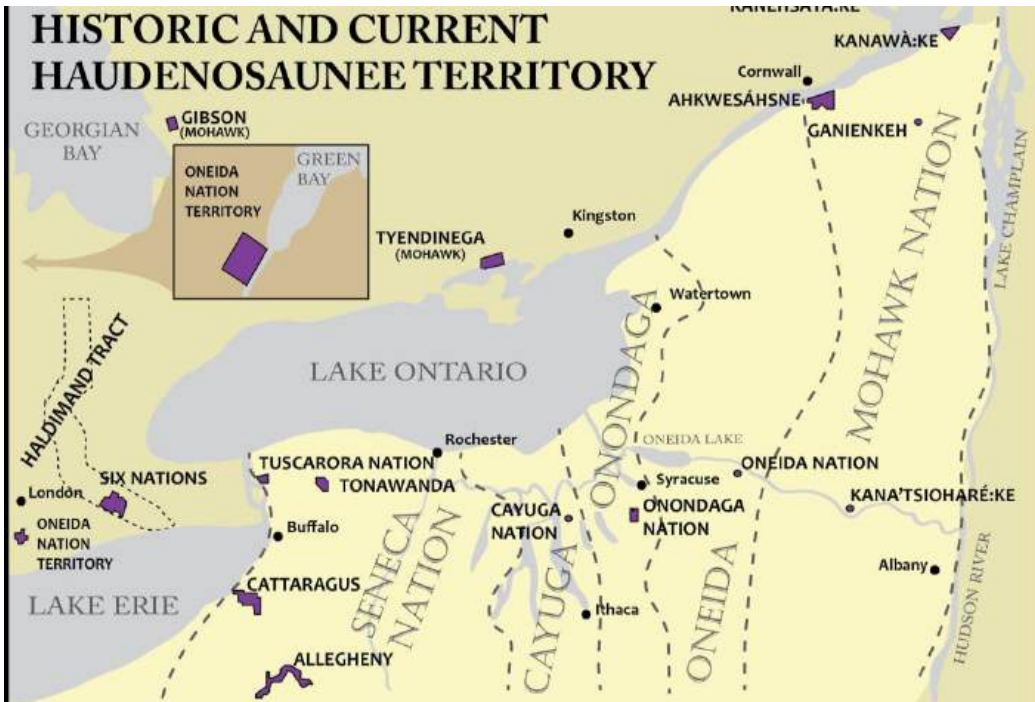 HISTORIC AND CURRENT
HAUDENOSAUNEE TERRITORY
KANEHSATÀ:KE
KANAWÀ:KE
Cornwall
AHKWESÁHSNE
GANIENKEH
GEORGIAN
BAY
GIBSON
(MOHAWK)
ONEIDA
NATION
TERRITORY
GREEN
BAY
TYENDINEGA
(MOHAWK)
Kingston
Watertown
MOHAWK NATION
LAKE CHAMPLAIN
LAKE ONTARIO
ONONDAGA
HALDIMAND TRACT
Rochester
ONEIDA LAKE
TUSCARORA NATION
TONAWANDA
SIX NATIONS
London
ONEIDA
NATION
TERRITORY
Buffalo
CAYUGA
NATION
Syracuse
ONONDAGA
NATION
ONEIDA NATION
KANA'TSIOHARÉ:KE
Albany
HUDSON RIVER
LAKE ERIE
CATTARAGUS
SENECA
NATION
CAYUGA
Ithaca
ONEIDA
ALLEGHENY